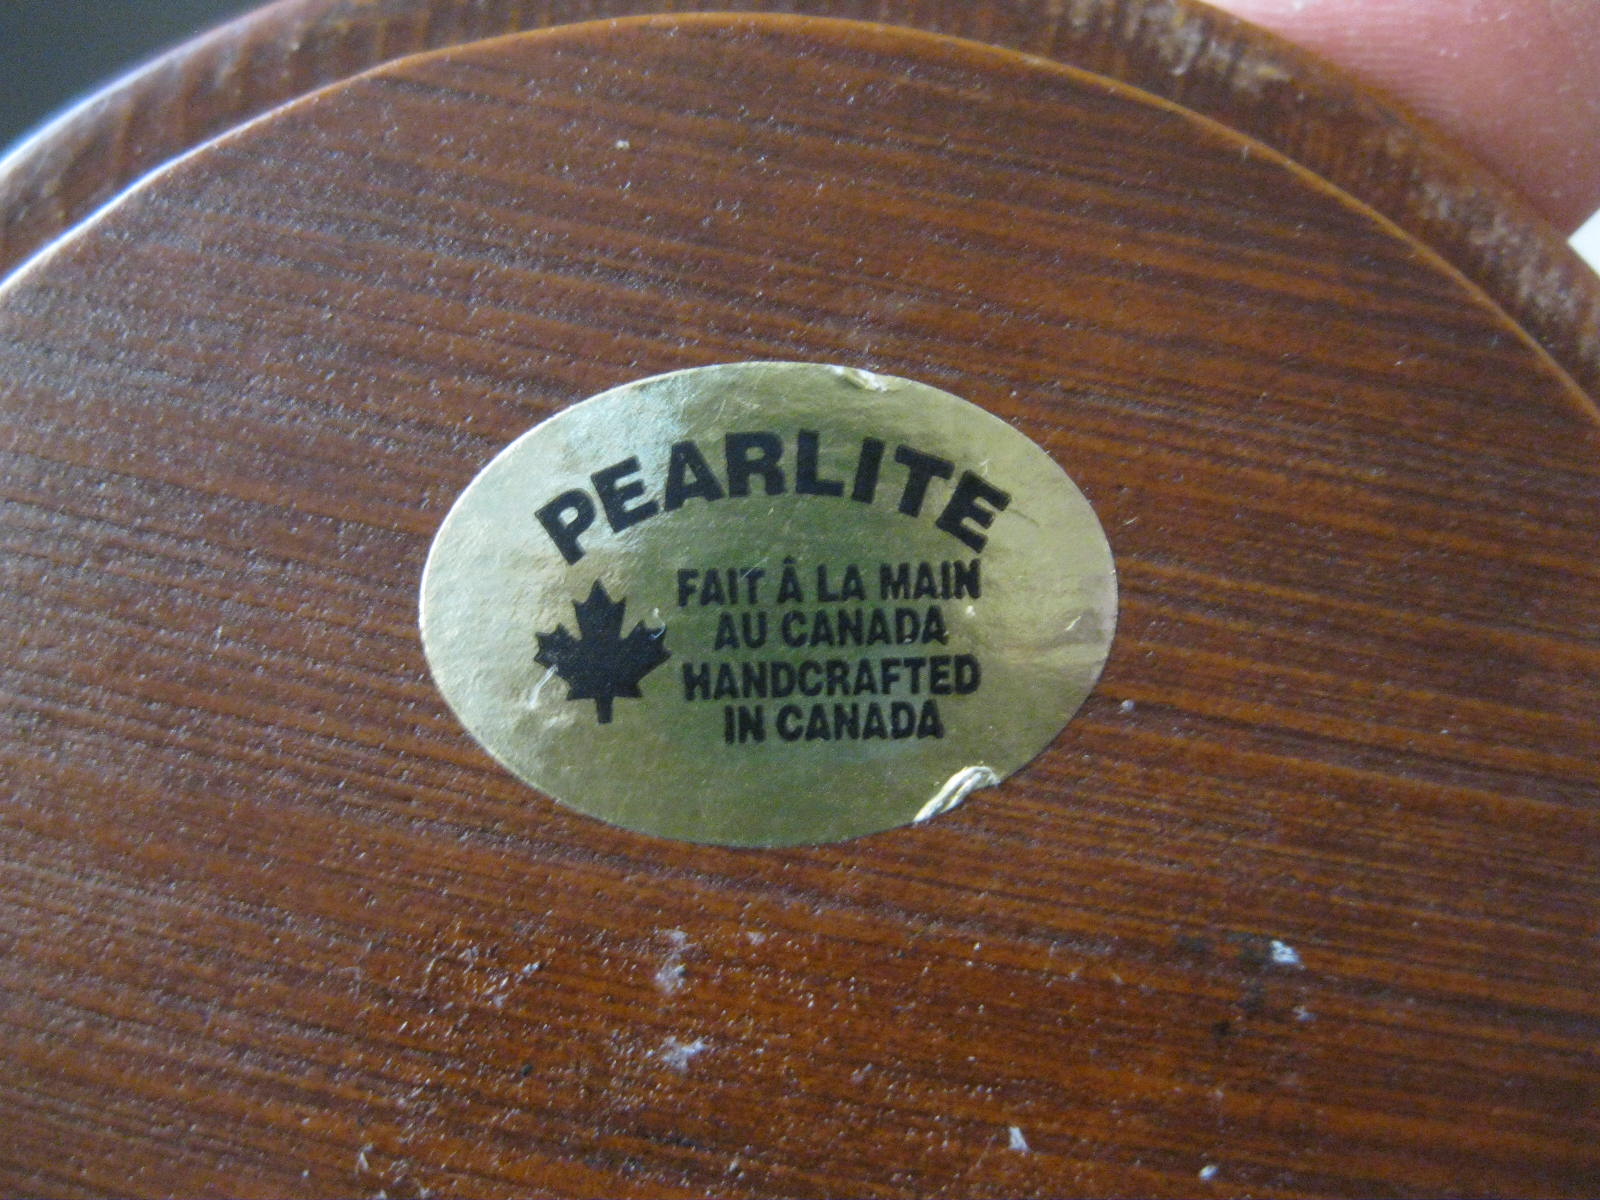 PEARLITE
FAIT Â LA MAIN
AU CANADA
HANDCRAFTED
IN CANADA